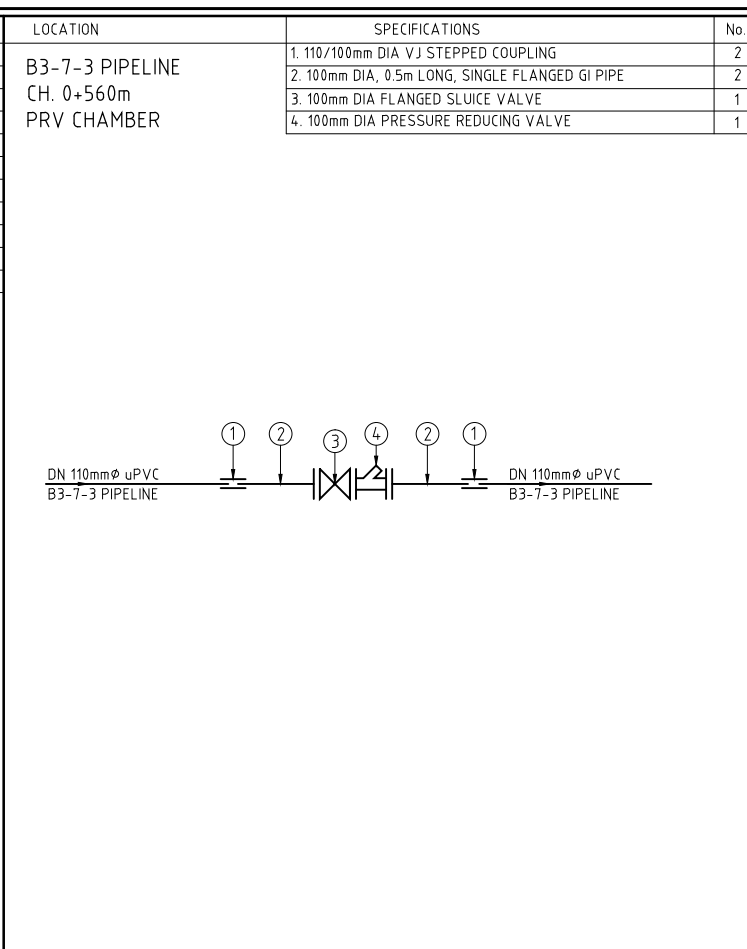 LOCATION
SPECIFICATIONS
No.
B3-7-3 PIPELINE
CH. 0+560m
PRV CHAMBER
1. 110/100mm DIA VJ STEPPED COUPLING
2
2. 100mm DIA, 0.5m LONG, SINGLE FLANGED GI PIPE
2
3. 100mm DIA FLANGED SLUICE VALVE
1
4. 100mm DIA PRESSURE REDUCING VALVE
1
1 2 3 4 2 1
DN 110mmØ uPVC
B3-7-3 PIPELINE
DN 110mmØ uPVC
B3-7-3 PIPELINE